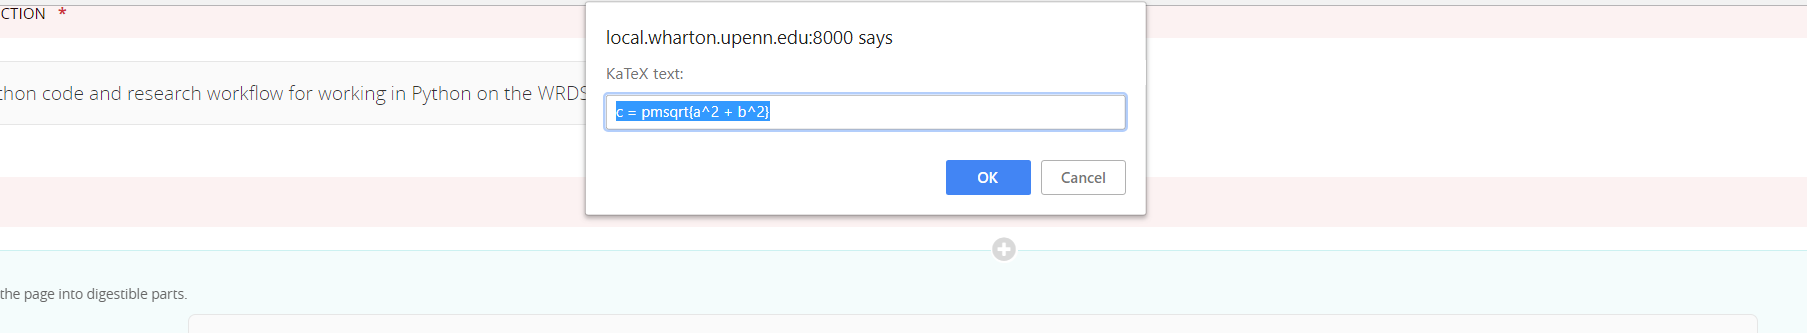 CTION *
local.wharton.upenn.edu:8000 says
KaTeX text:
thon code and research workflow for working in Python on the WRDS
c = pmsqrt{a^2 + b^2}
OK Cancel
the page into digestible parts.